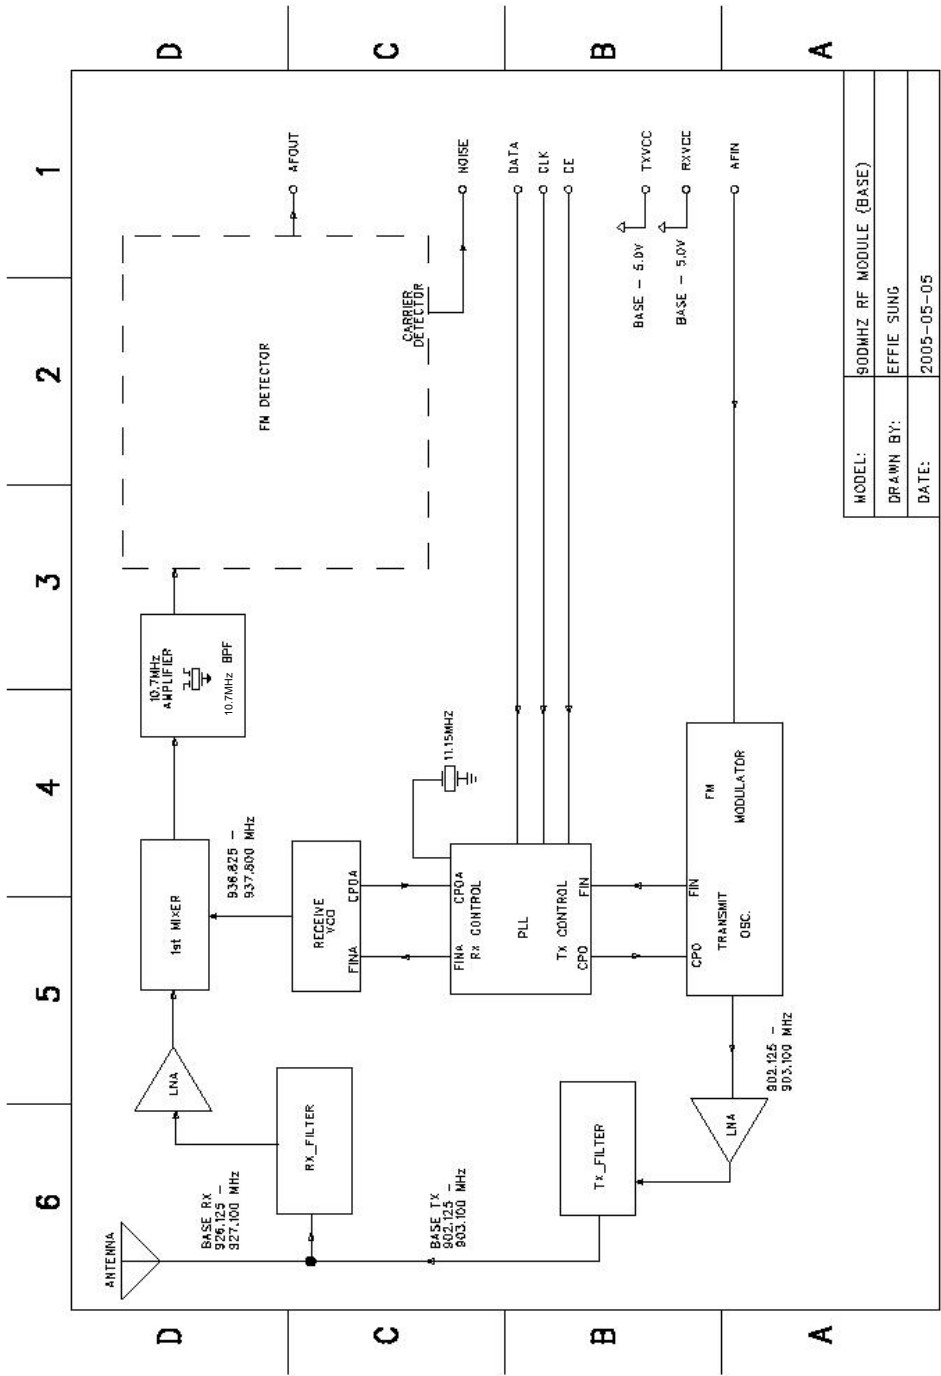 6
5
4
3
2
1
D
D
ANTENNA
BASE RX
926.125 -
927.100 MHz
LNA
1st MIXER
936.825 -
937.800 MHz
10.7MHz
AMPLIFIER
10.7MHz BPF
FM DETECTOR
AFOUT
C
C
RX_FILTER
RECEIVE
VCO
FINA
CPOA
CARRIER
DETECTOR
NOISE
BASE TX
902.125 -
903.100 MHz
11.15MHZ
FINA
CPOA
RX CONTROL
PLL
TX CONTROL
CPO
FIN
DATA
CLK
CE
B
B
Tx_FILTER
BASE - 5.0V
TXVCC
BASE - 5.0V
RXVCC
CPO
FIN
TRANSMIT
OSC.
FM
MODULATOR
AFIN
LNA
902.125 -
903.100 MHz
A
A
MODEL:
900MHZ RF MODULE (BASE)
DRAWN BY:
EFFIE SUNG
DATE:
2005-05-05